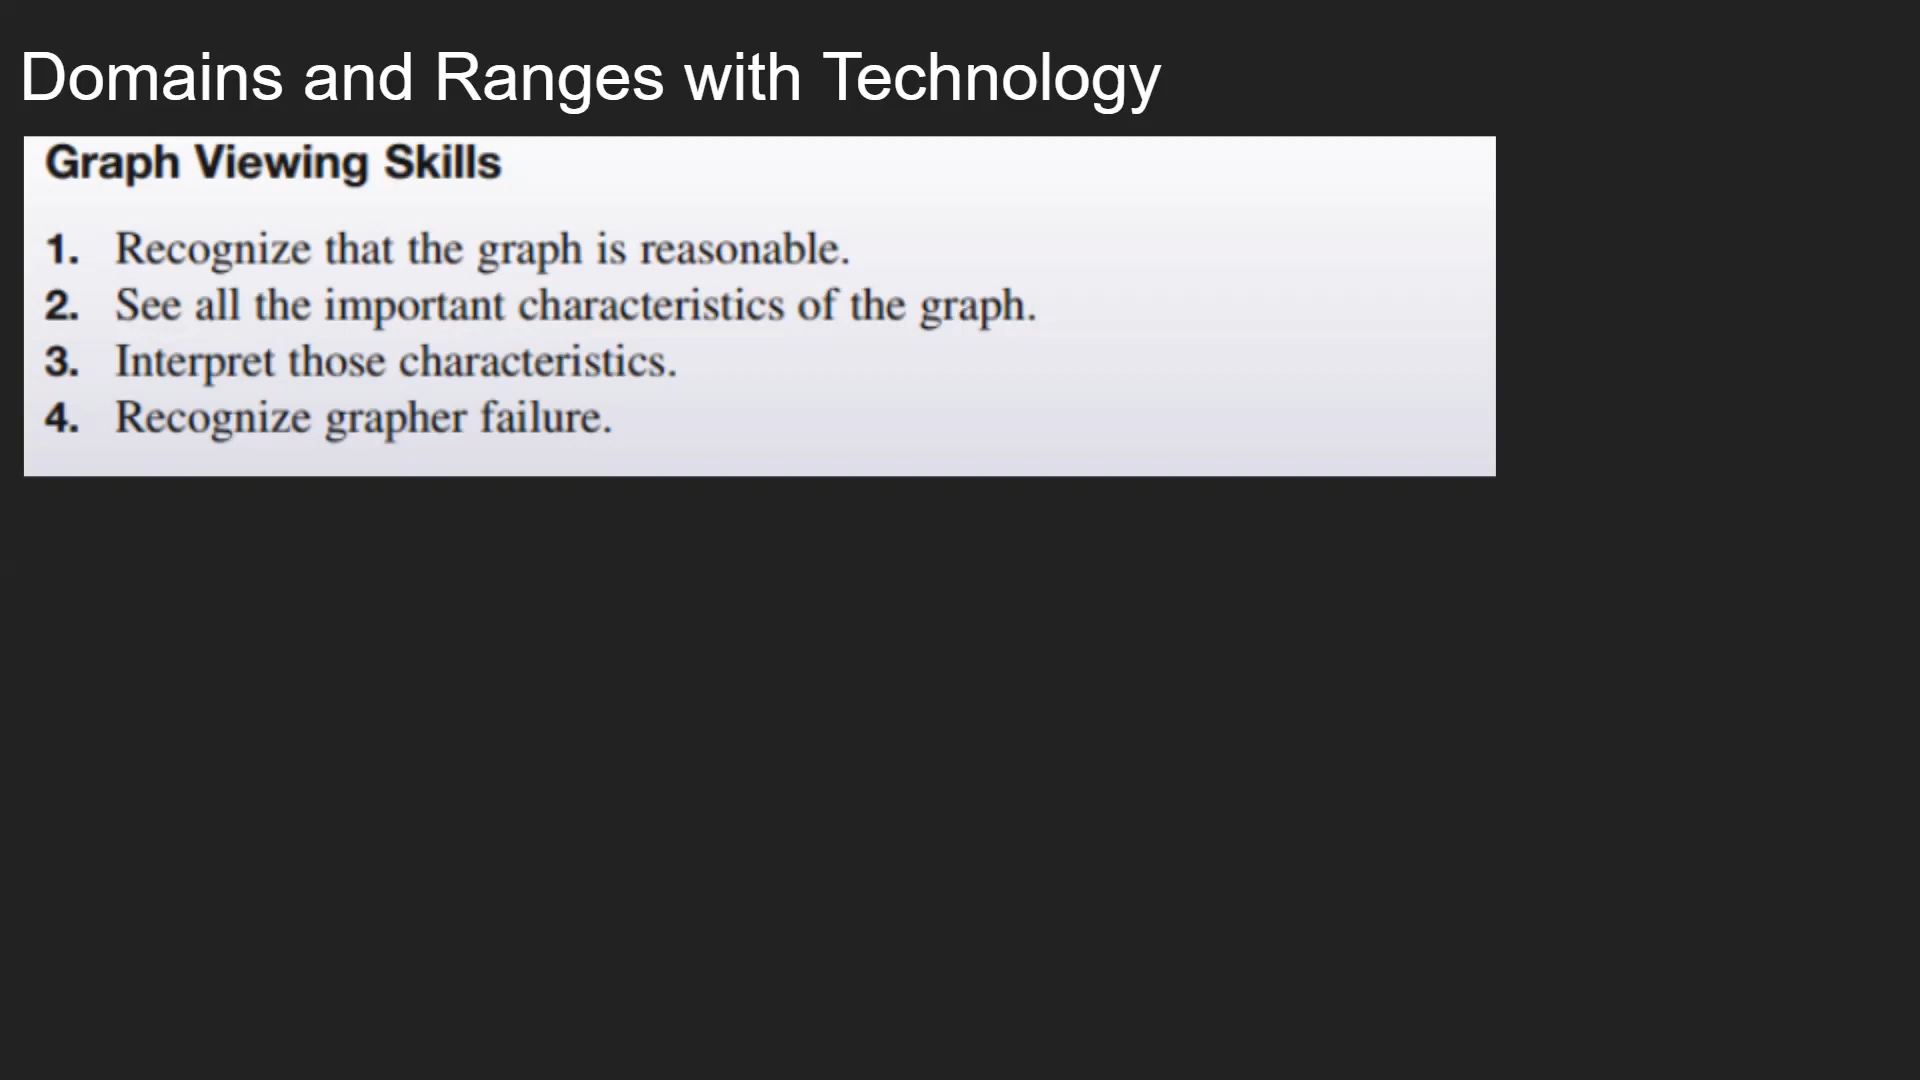 Domains and Ranges with Technology
Graph Viewing Skills
1. Recognize that the graph is reasonable.
2. See all the important characteristics of the graph.
3. Interpret those characteristics.
4. Recognize grapher failure.